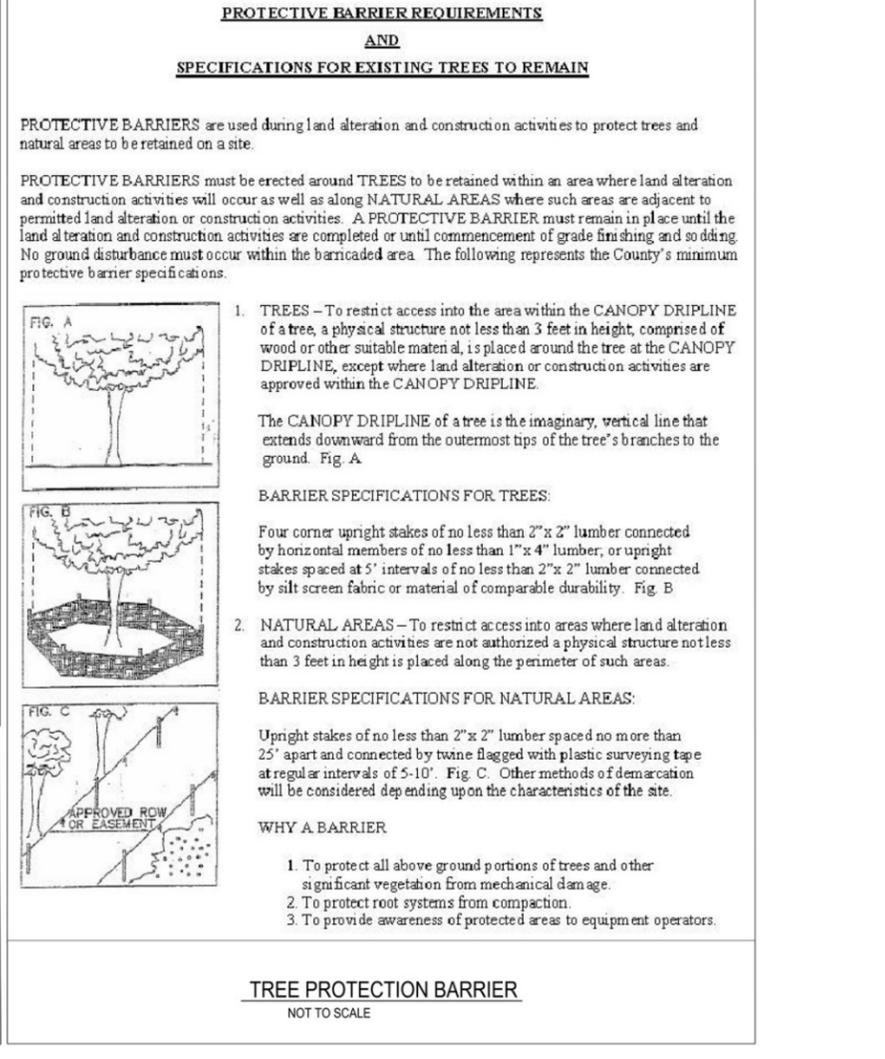 PROTECTIVE BARRIER REQUIREMENTS
AND
SPECIFICATIONS FOR EXISTING TREES TO REMAIN
PROTECTIVE BARRIERS are used during land alteration and construction activities to protect trees and
natural areas to be retained on a site.
PROTECTIVE BARRIERS must be erected around TREES to be retained within an area where land alteration
and construction activities will occur as well as along NATURAL AREAS where such areas are adjacent to
permitted land alteration or construction activities. A PROTECTIVE BARRIER must remain in place until the
land alteration and construction activities are completed or until commencement of grade finishing and sodding.
No ground disturbance must occur within the barricaded area. The following represents the County's minimum
protective barrier specifications.
FIG. A
1. TREES – To restrict access into the area within the CANOPY DRIPLINE
of a tree, a physical structure not less than 3 feet in height, comprised of
wood or other suitable material, is placed around the tree at the CANOPY
DRIPLINE, except where land alteration or construction activities are
approved within the CANOPY DRIPLINE.
The CANOPY DRIPLINE of a tree is the imaginary, vertical line that
extends downward from the outermost tips of the tree's branches to the
ground. Fig. A
BARRIER SPECIFICATIONS FOR TREES:
FIG. B
Four corner upright stakes of no less than 2"x 2" lumber connected
by horizontal members of no less than 1"x 4" lumber, or upright
stakes spaced at 5' intervals of no less than 2"x 2" lumber connected
by silt screen fabric or material of comparable durability. Fig. B
2. NATURAL AREAS – To restrict access into areas where land alteration
and construction activities are not authorized a physical structure not less
than 3 feet in height is placed along the perimeter of such areas.
BARRIER SPECIFICATIONS FOR NATURAL AREAS:
FIG. C
Upright stakes of no less than 2"x 2" lumber spaced no more than
25' apart and connected by twine flagged with plastic surveying tape
at regular intervals of 5-10'. Fig. C. Other methods of demarcation
will be considered depending upon the characteristics of the site.
APPROVED ROW
OR EASEMENT
WHY A BARRIER
1. To protect all above ground portions of trees and other
significant vegetation from mechanical damage.
2. To protect root systems from compaction.
3. To provide awareness of protected areas to equipment operators.
TREE PROTECTION BARRIER
NOT TO SCALE